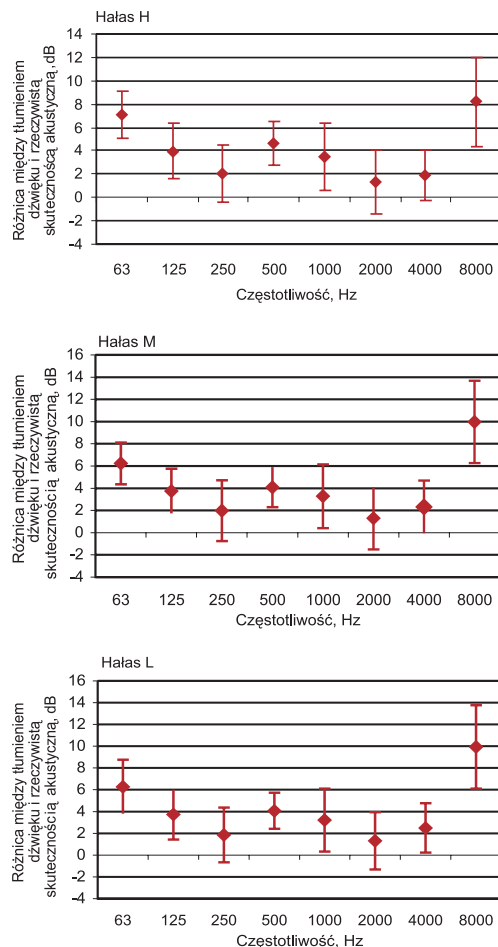 Hałas H
Różnica między tłumieniem
dźwięku i rzeczywistą
skutecznością akustyczną, dB
14
12
10
8
6
4
2
0
-2
-4
63 125 250 500 1000 2000 4000 8000
Częstotliwość, Hz
Hałas M
Różnica między tłumieniem
dźwięku i rzeczywistą
skutecznością akustyczną, dB
16
14
12
10
8
6
4
2
0
-2
-4
63 125 250 500 1000 2000 4000 8000
Częstotliwość, Hz
Hałas L
Różnica między tłumieniem
dźwięku i rzeczywistą
skutecznością akustyczną, dB
16
14
12
10
8
6
4
2
0
-2
-4
63 125 250 500 1000 2000 4000 8000
Częstotliwość, Hz